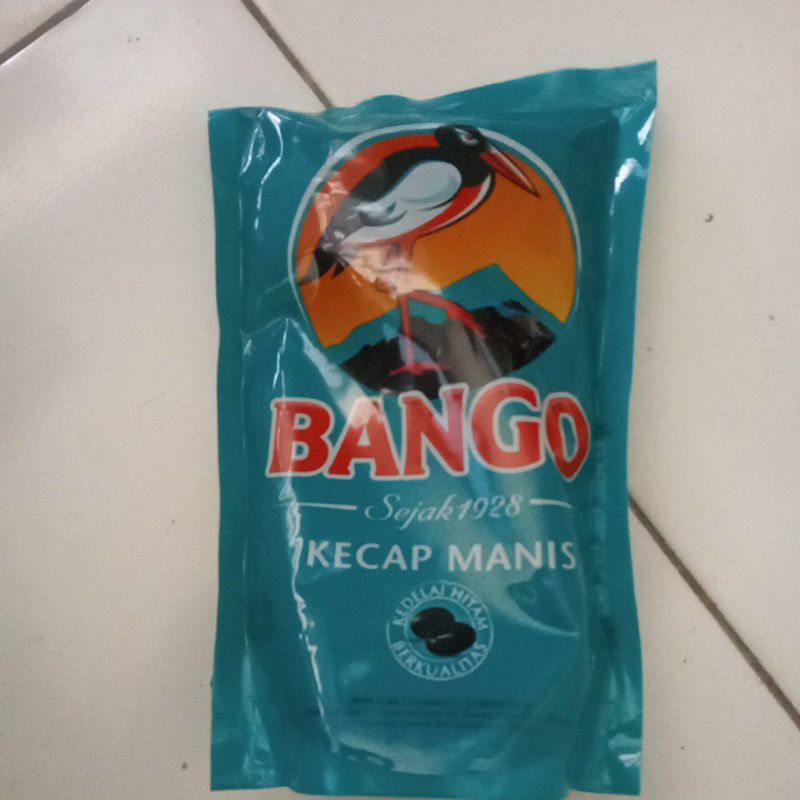 BANGO
Sejak 1928
KECAP MANIS
KEDELAI HITAM
BERKUALITAS